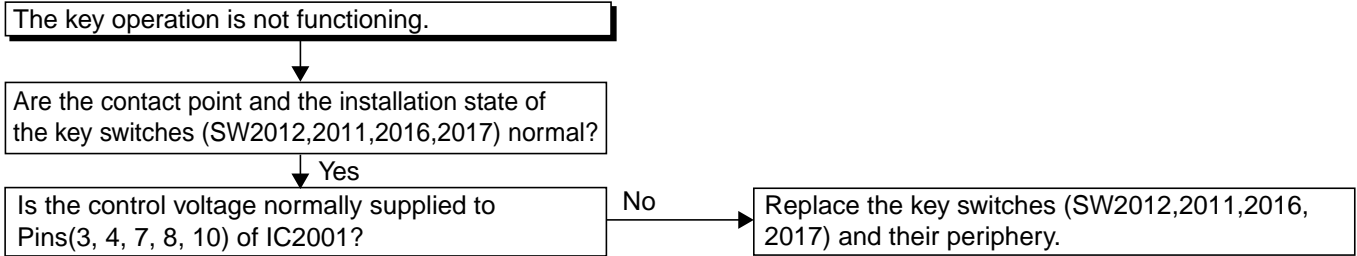 The key operation is not functioning.
Are the contact point and the installation state of
the key switches (SW2012,2011,2016,2017) normal?
Yes
Is the control voltage normally supplied to
Pins(3, 4, 7, 8, 10) of IC2001?
No
Replace the key switches (SW2012,2011,2016,
2017) and their periphery.